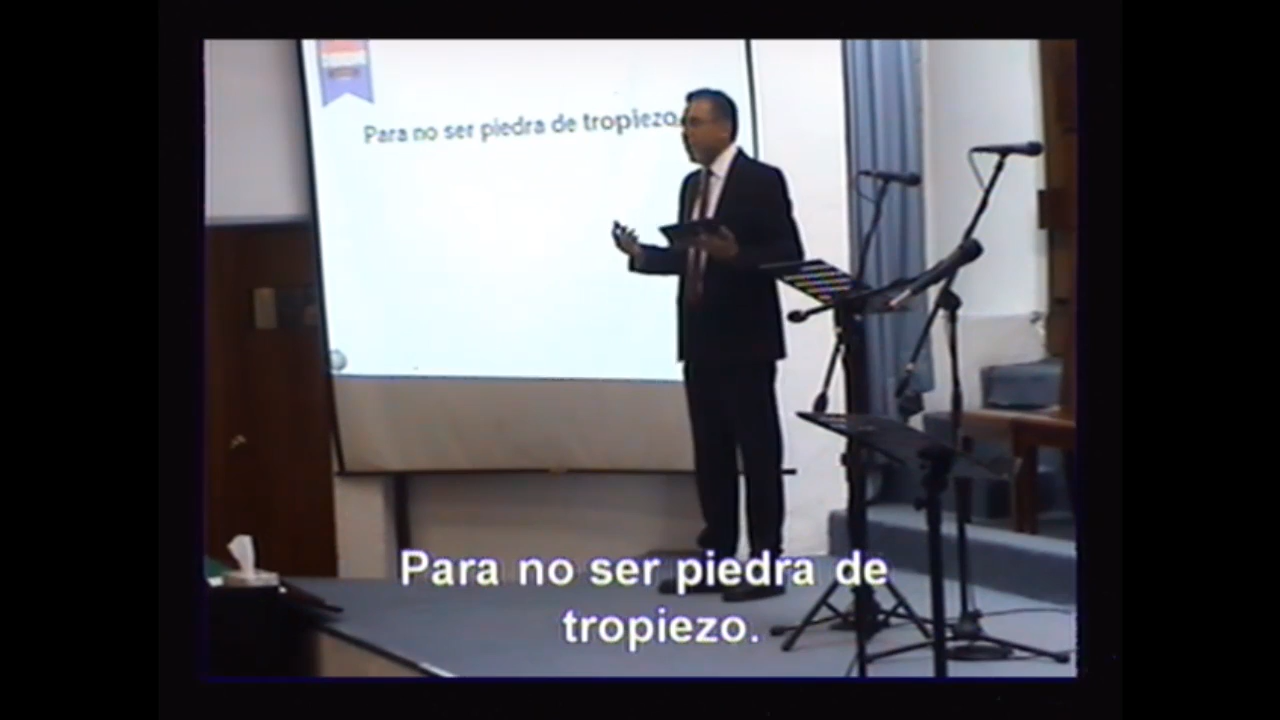 Para no ser piedra de tropiezo
Para no ser piedra de
tropiezo.